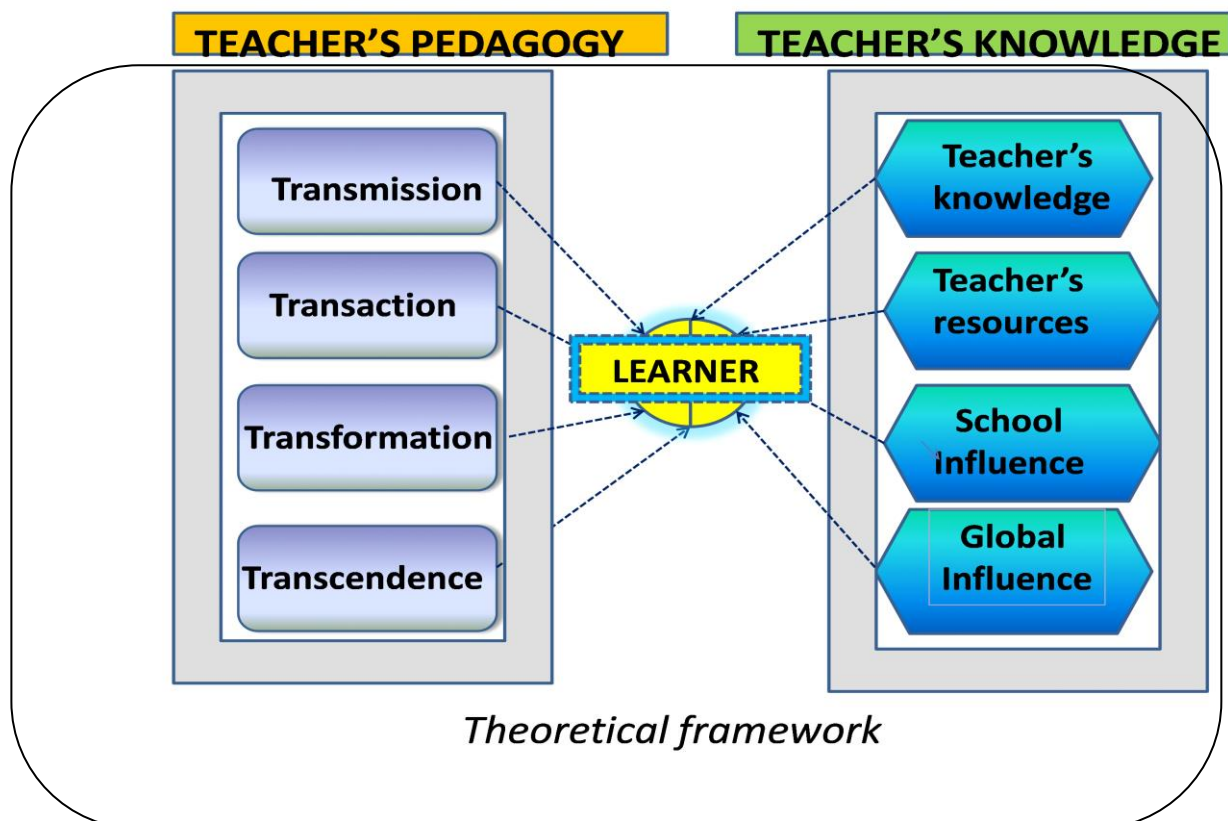 TEACHER’S PEDAGOGY
TEACHER’S KNOWLEDGE
Transmission
Transaction
Transformation
Transcendence
LEARNER
Teacher’s
knowledge
Teacher’s
resources
School
Influence
Global
Influence
Theoretical framework